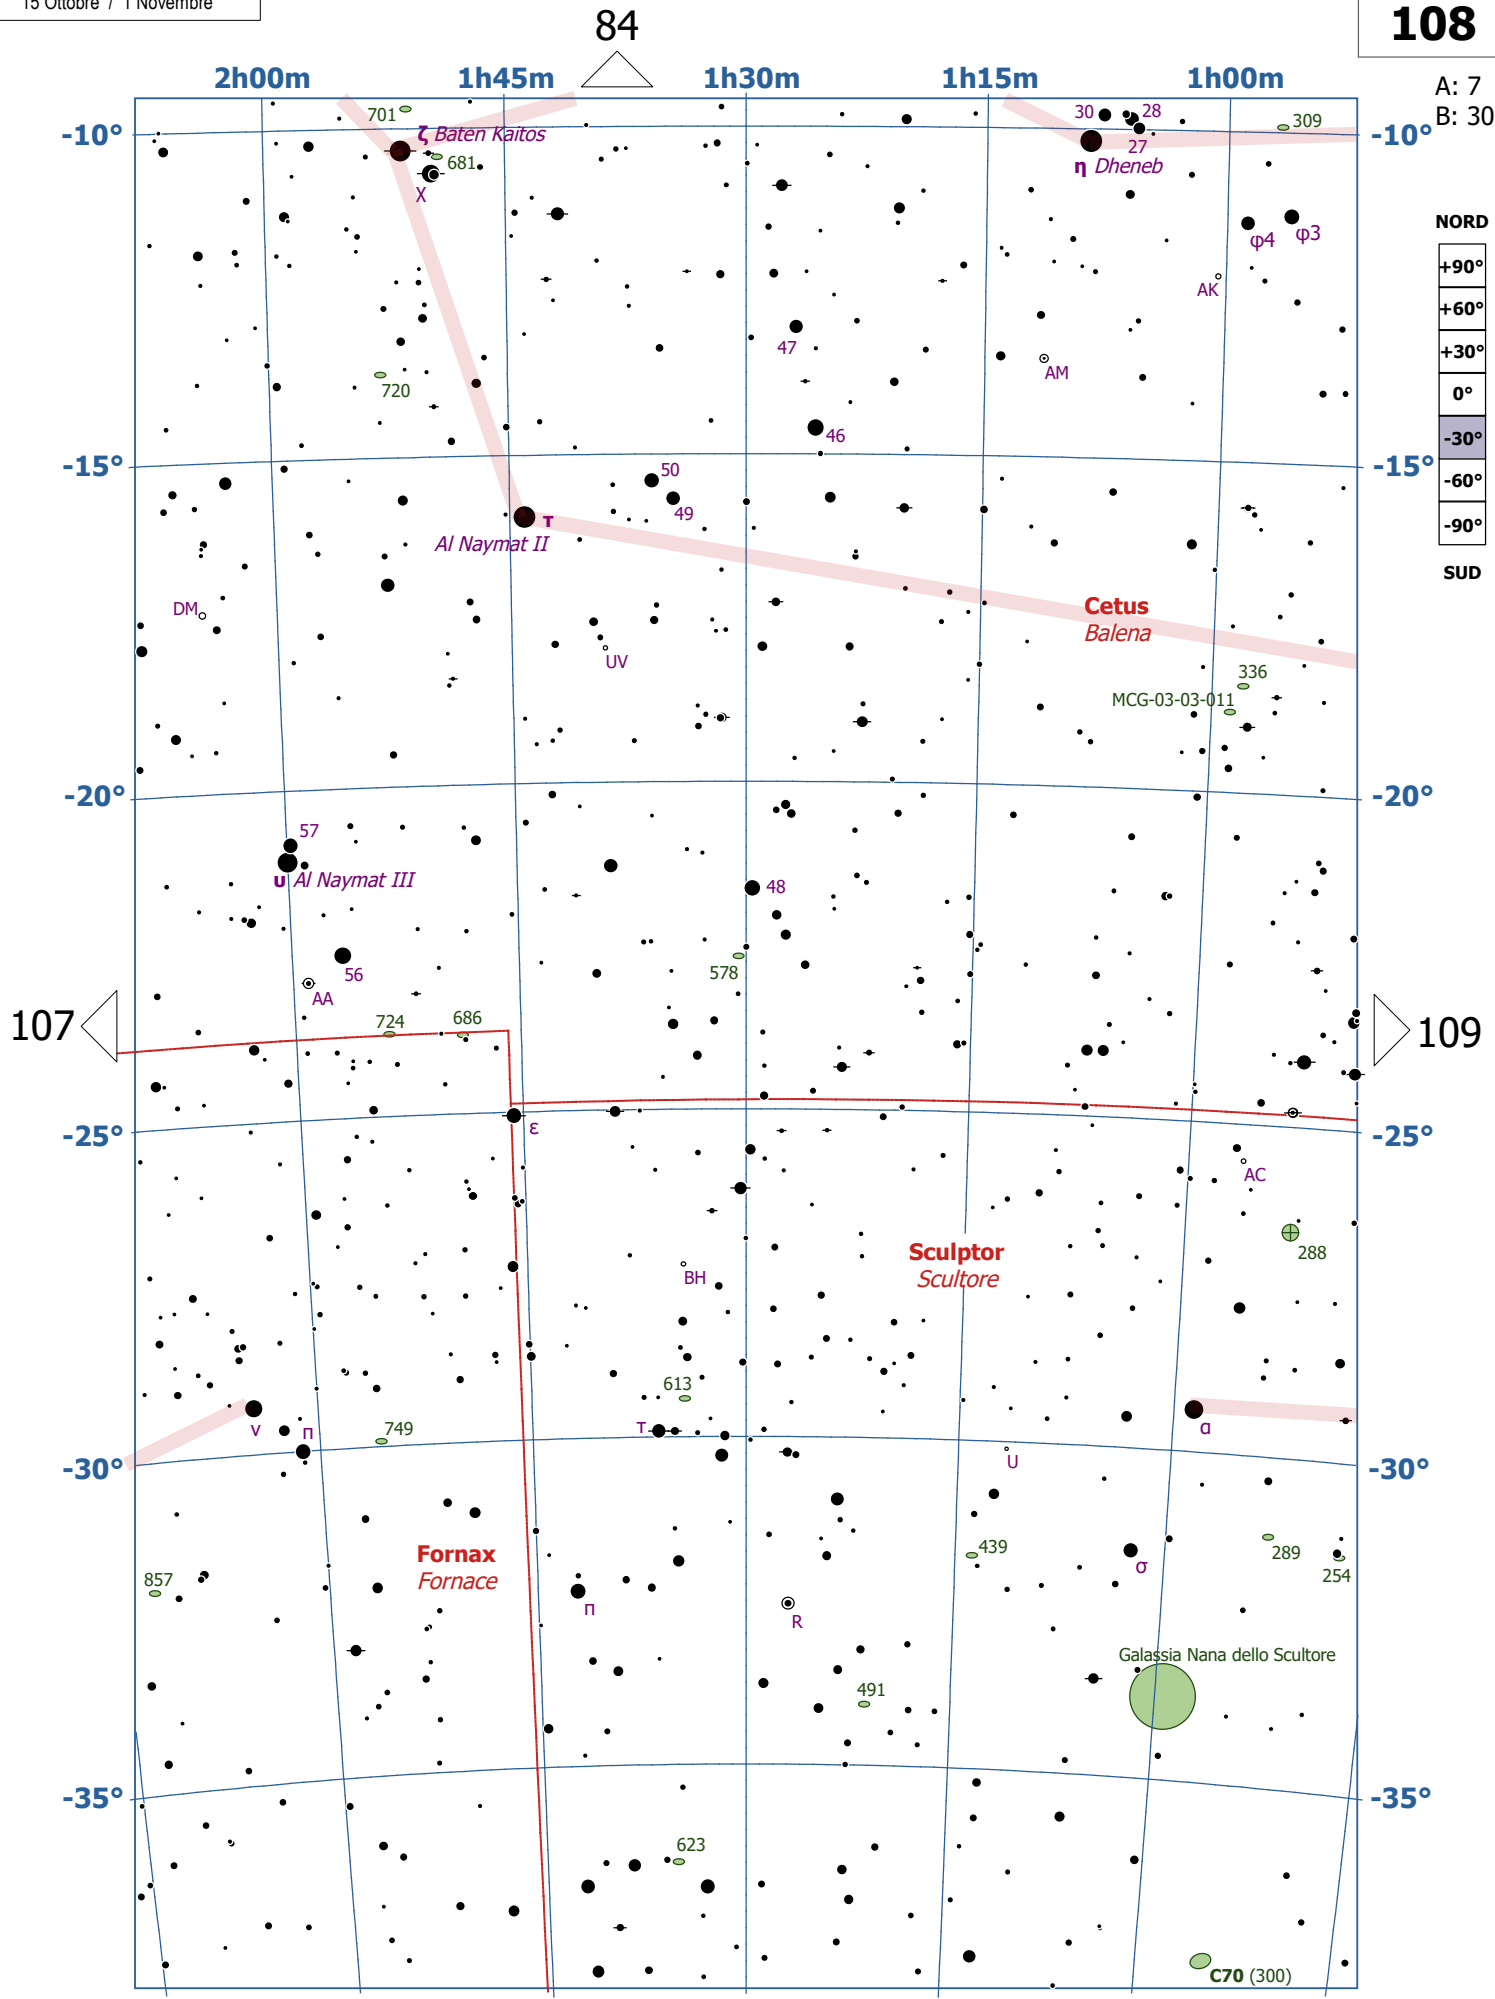 15 Ottobre / 1 Novembre
84
108
2h00m 1h45m 1h30m 1h15m 1h00m
A: 7
B: 30
701
ζ Baten Kaitos
681
χ
30
28
27
η Dheneb
309
-10°
-10°
φ4
φ3
AK
NORD
+90°
+60°
+30°
0°
-30°
-60°
-90°
SUD
47
AM
720
46
-15°
-15°
50
49
τ
Al Naymat II
DM
UV
Cetus
Balena
336
MCG-03-03-011
-20°
-20°
57
υ Al Naymat III
48
56
AA
578
724
686
107
109
ε
-25°
-25°
AC
288
Sculptor
Scultore
BH
613
ν
π
749
τ
α
U
-30°
-30°
Fornax
Fornace
439
289
254
σ
857
π
R
Galassia Nana dello Scultore
491
-35°
-35°
623
C70 (300)